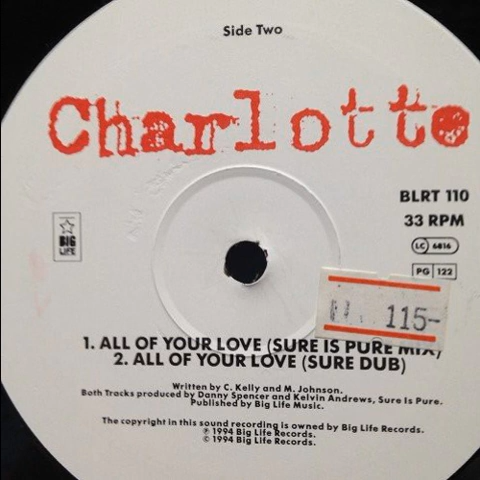 Side Two
Charlotte
BLRT 110
33 RPM
BIG
LIFE
LC 6816
PG 122
115-
1. ALL OF YOUR LOVE (SURE IS PURE MIX)
2. ALL OF YOUR LOVE (SURE DUB)
Written by C. Kelly and M. Johnson.
Both Tracks produced by Danny Spencer and Kelvin Andrews, Sure Is Pure.
Published by Big Life Music.
The copyright in this sound recording is owned by Big Life Records.
℗ 1994 Big Life Records.
© 1994 Big Life Records.